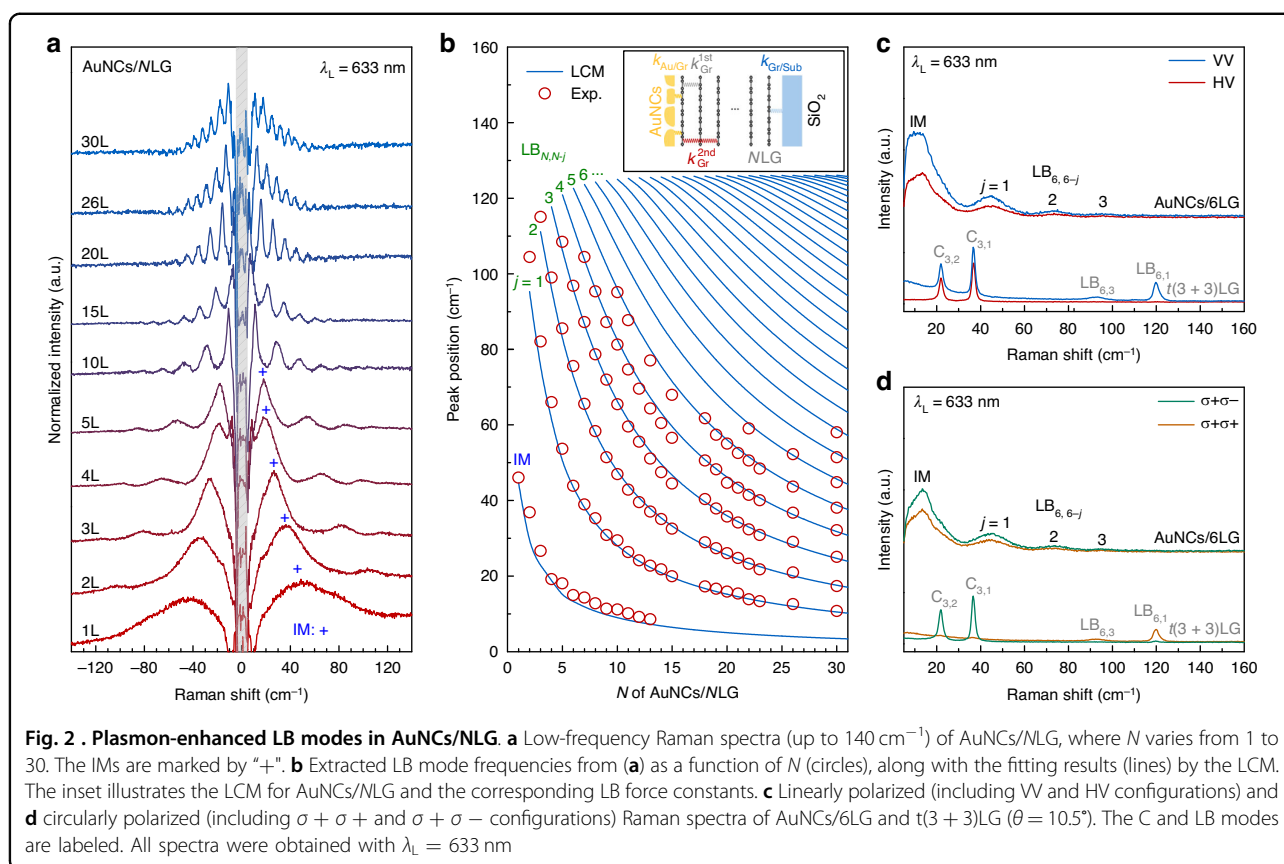 a
AuNCs/NLG
λL = 633 nm
30L
26L
20L
15L
10L
5L
4L
3L
2L
1L
+
+
+
+
+
IM: +
Normalized intensity (a.u.)
−120 −80 −40 0 40 80 120
Raman shift (cm−1)
b
160
150
140
130
120
110
100
90
80
70
60
50
40
30
20
10
0
Peak position (cm−1)
LCM
Exp.
kAu/Gr
k1stGr
kGr/Sub
AuNCs
...
SiO2
k2ndGr
NLG
LBN,N-j
j = 1
2
3
4
5
6 ...
IM
0 5 10 15 20 25 30
N of AuNCs/NLG
c
λL = 633 nm
VV
HV
IM
j = 1
LB6, 6−j
2
3
AuNCs/6LG
C3,2
C3,1
LB6,3
LB6,1
t(3 + 3)LG
Intensity (a.u.)
20 40 60 80 100 120 140 160
Raman shift (cm−1)
d
λL = 633 nm
σ+σ−
σ+σ+
IM
j = 1
LB6, 6−j
2
3
AuNCs/6LG
C3,2
C3,1
LB6,3
LB6,1
t(3 + 3)LG
Intensity (a.u.)
20 40 60 80 100 120 140 160
Raman shift (cm−1)
Fig. 2 . Plasmon-enhanced LB modes in AuNCs/NLG. a Low-frequency Raman spectra (up to 140 cm−1) of AuNCs/NLG, where N varies from 1 to
30. The IMs are marked by “+". b Extracted LB mode frequencies from (a) as a function of N (circles), along with the fitting results (lines) by the LCM.
The inset illustrates the LCM for AuNCs/NLG and the corresponding LB force constants. c Linearly polarized (including VV and HV configurations) and
d circularly polarized (including σ + σ + and σ + σ − configurations) Raman spectra of AuNCs/6LG and t(3 + 3)LG (θ = 10.5°). The C and LB modes
are labeled. All spectra were obtained with λL = 633 nm